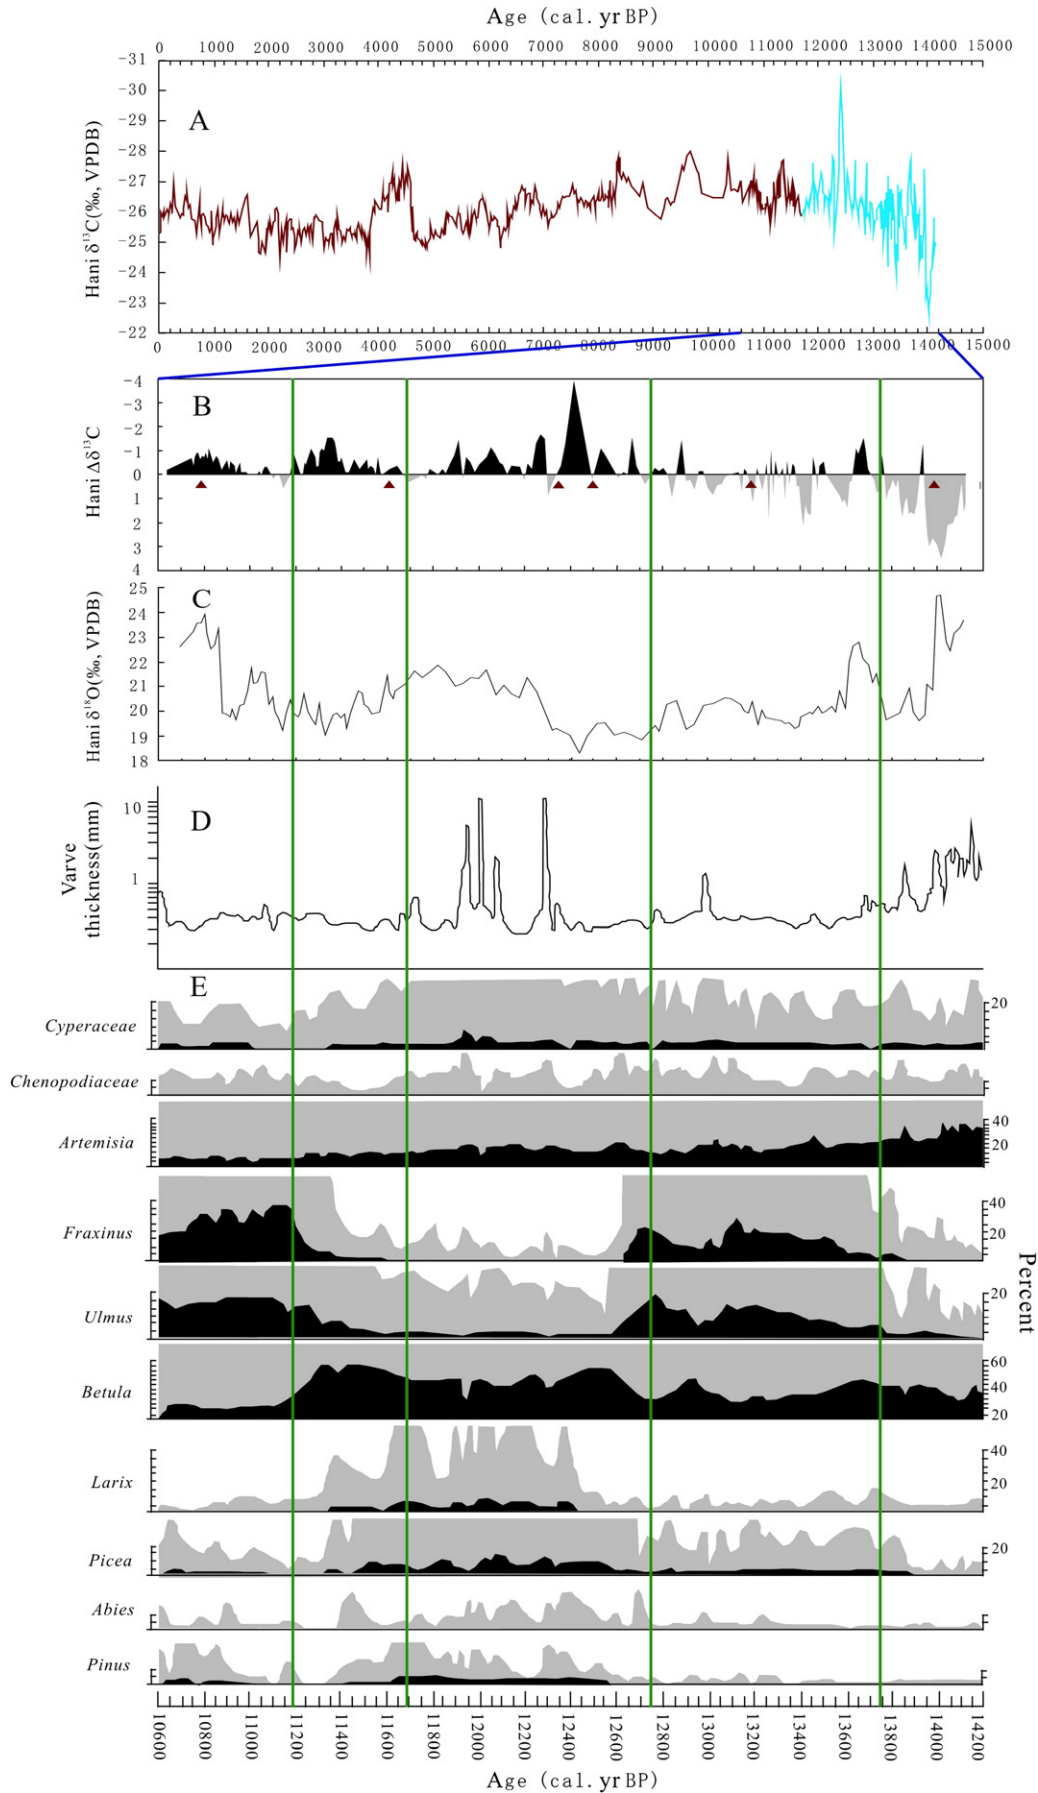 Age (cal. yr BP)
0 1000 2000 3000 4000 5000 6000 7000 8000 9000 10000 11000 12000 13000 14000 15000
Hani δ¹³C(‰, VPDB)
-31
-30
-29
-28
-27
-26
-25
-24
-23
-22
A
0 1000 2000 3000 4000 5000 6000 7000 8000 9000 10000 11000 12000 13000 14000 15000
Hani Δδ¹³C
-4
-3
-2
-1
0
1
2
3
4
B
Hani δ¹⁸O(‰, VPDB)
25
24
23
22
21
20
19
18
C
Varve
thickness(mm)
10
1
D
E
Cyperaceae 20
Chenopodiaceae
Artemisia 40
20
Fraxinus 40
20
Ulmus 20
Betula 60
40
20
Larix 40
20
Picea 20
Abies
Pinus
Percent
10600 10800 11000 11200 11400 11600 11800 12000 12200 12400 12600 12800 13000 13200 13400 13600 13800 14000 14200
Age (cal. yr BP)